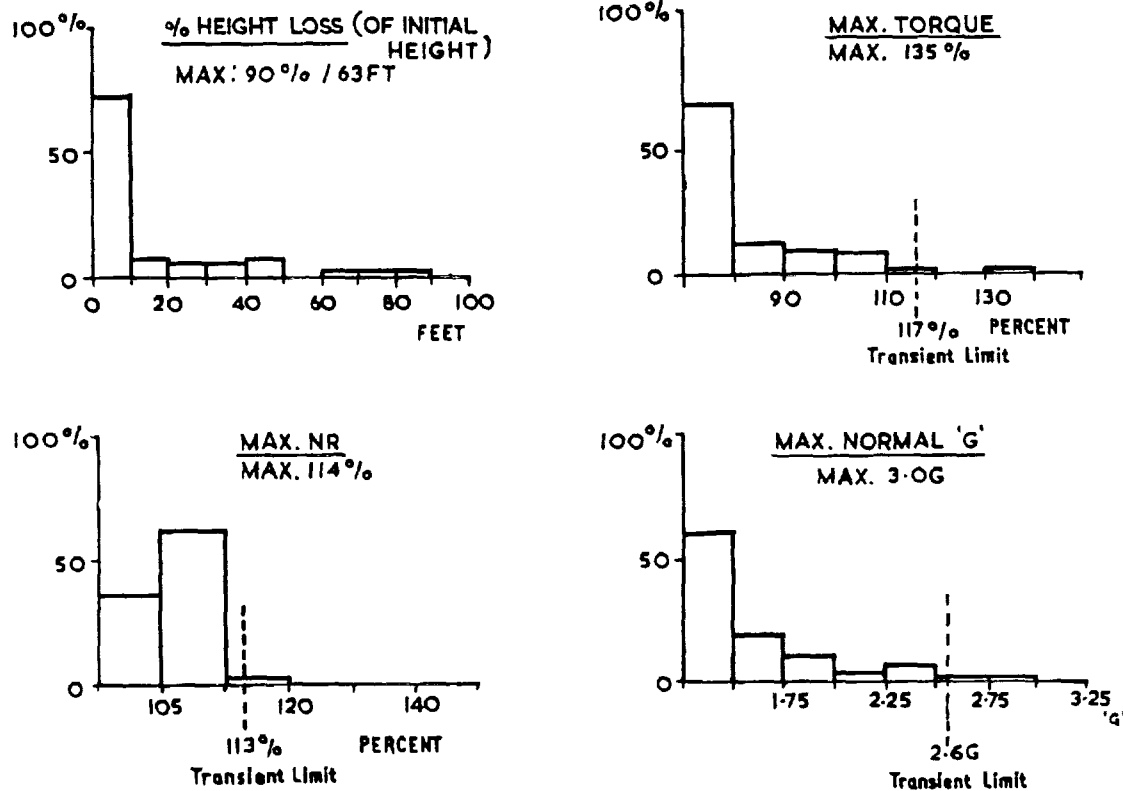 100%
% HEIGHT LOSS (OF INITIAL
HEIGHT)
MAX: 90% / 63FT
50
0
0 20 40 60 80 100
FEET
100%
MAX. TORQUE
MAX. 135%
50
0
90 110 130
117% PERCENT
Transient Limit
100%
MAX. NR
MAX. 114%
50
0
105 120 140
113% PERCENT
Transient Limit
100%
MAX. NORMAL 'G'
MAX. 3·0G
50
0
1·75 2·25 2·75 3·25
'G'
2·6G
Transient Limit